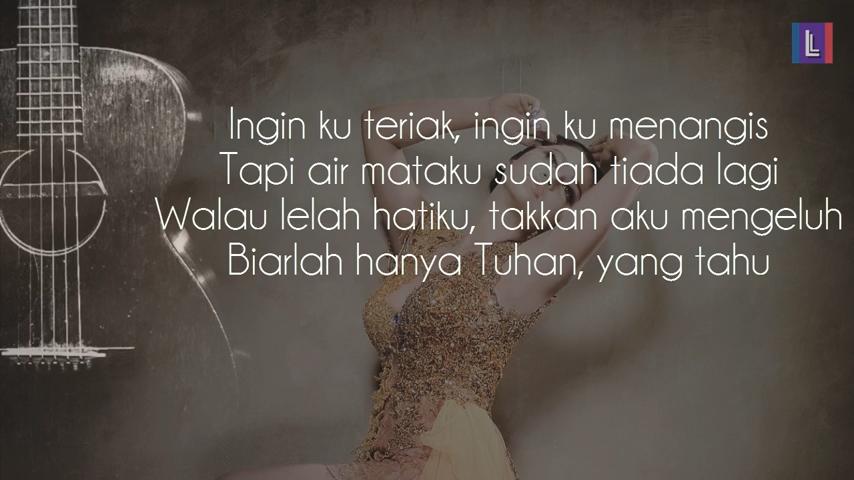 LL
Ingin ku teriak, ingin ku menangis
Tapi air mataku sudah tiada lagi
Walau lelah hatiku, takkan aku mengeluh
Biarlah hanya Tuhan, yang tahu